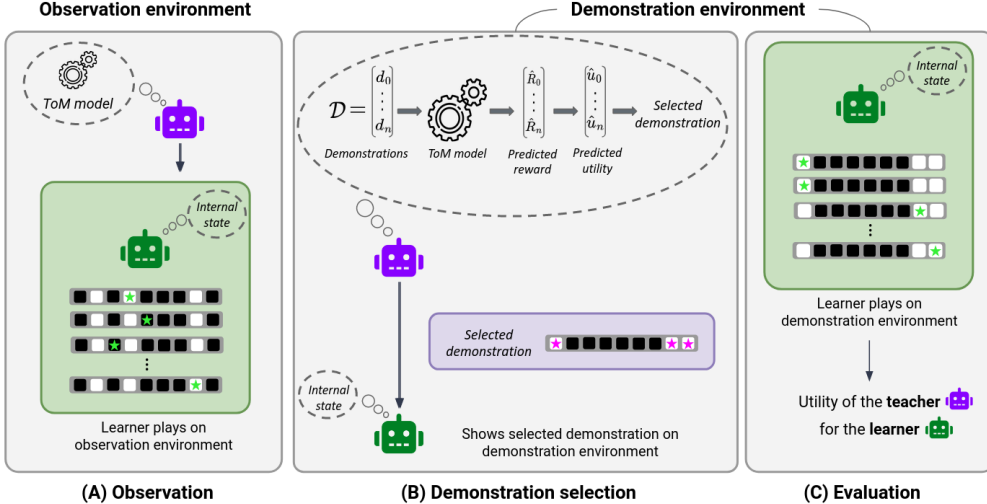 Observation environment
Demonstration environment
ToM model
Internal
state
Learner plays on
observation environment
(A) Observation
𝒟 =
d₀
dₙ
Demonstrations
ToM model
R̂₀
R̂ₙ
Predicted
reward
û₀
ûₙ
Predicted
utility
Selected
demonstration
Selected
demonstration
Internal
state
Shows selected demonstration on
demonstration environment
(B) Demonstration selection
Internal
state
Learner plays on
demonstration environment
Utility of the teacher
for the learner
(C) Evaluation